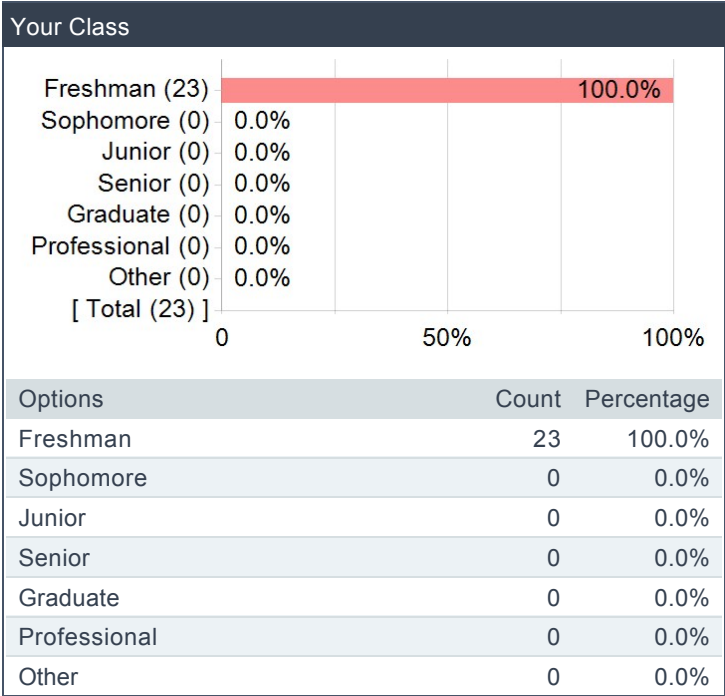 Your Class
Freshman (23) 100.0%
Sophomore (0) 0.0%
Junior (0) 0.0%
Senior (0) 0.0%
Graduate (0) 0.0%
Professional (0) 0.0%
Other (0) 0.0%
[ Total (23) ]
0 50% 100%
Options Count Percentage
Freshman 23 100.0%
Sophomore 0 0.0%
Junior 0 0.0%
Senior 0 0.0%
Graduate 0 0.0%
Professional 0 0.0%
Other 0 0.0%